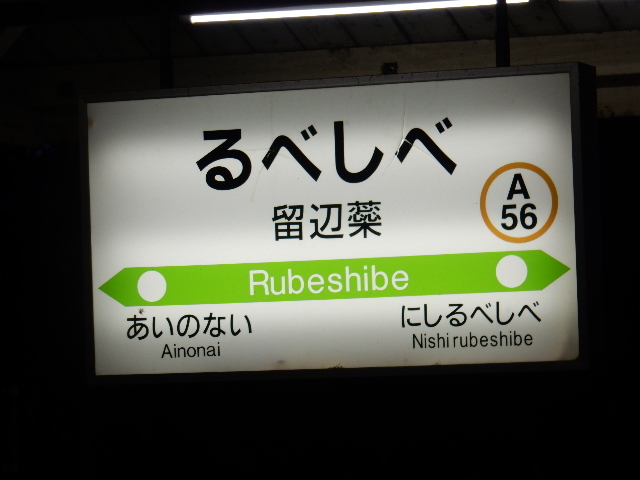 るべしべ
留辺蘂
A
56
Rubeshibe
あいのない
Ainonai
にしるべしべ
Nishirubeshibe